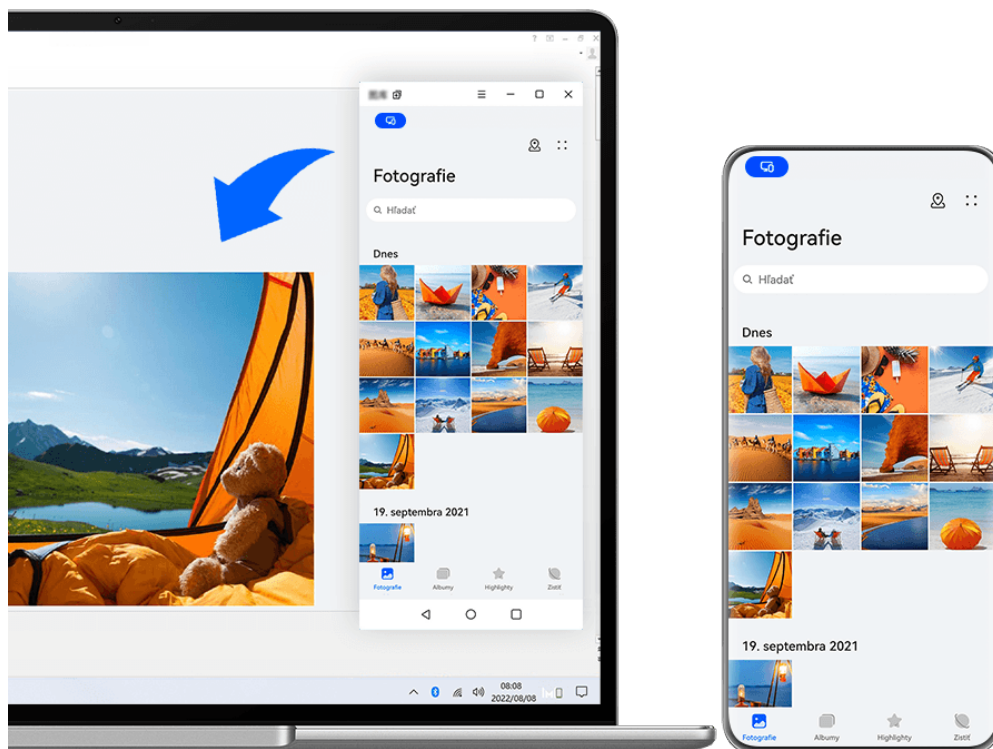 Fotografie
Hľadať
Dnes
19. septembra 2021
Fotografie Albumy Highlighty Zistiť
08:08
2022/08/08
Fotografie
Hľadať
Dnes
19. septembra 2021
Fotografie Albumy Highlighty Zistiť